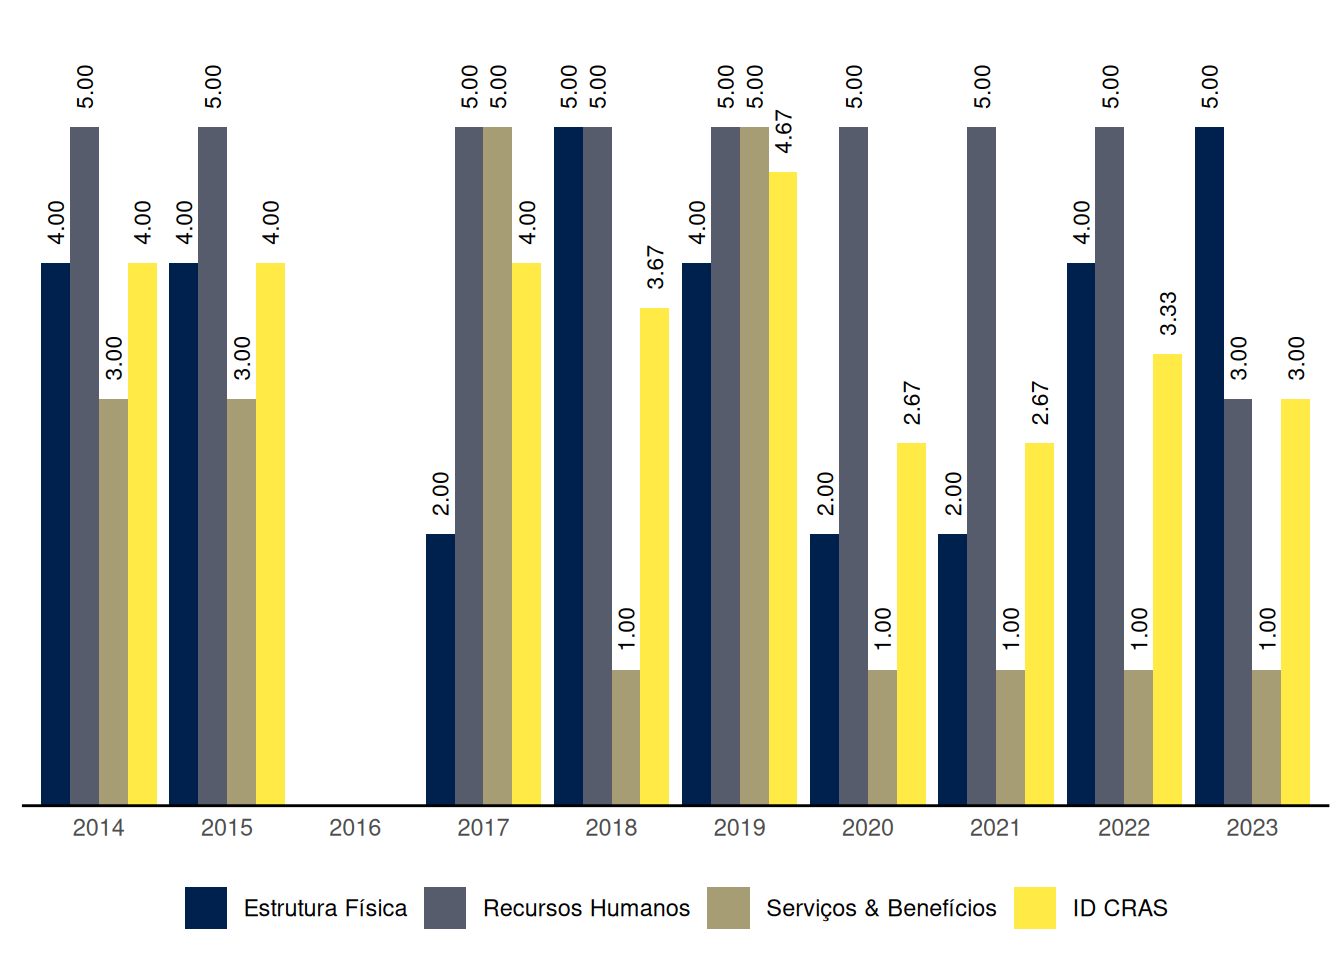 5.00 5.00 5.00 5.00 5.00 5.00 5.00 5.00 5.00 5.00 5.00 5.00
4.67
4.00 4.00 4.00 4.00 4.00 4.00 4.00
3.67
3.33
3.00 3.00 3.00 3.00
2.67 2.67
2.00 2.00 2.00
1.00 1.00 1.00 1.00 1.00
2014 2015 2016 2017 2018 2019 2020 2021 2022 2023
Estrutura Física Recursos Humanos Serviços & Benefícios ID CRAS